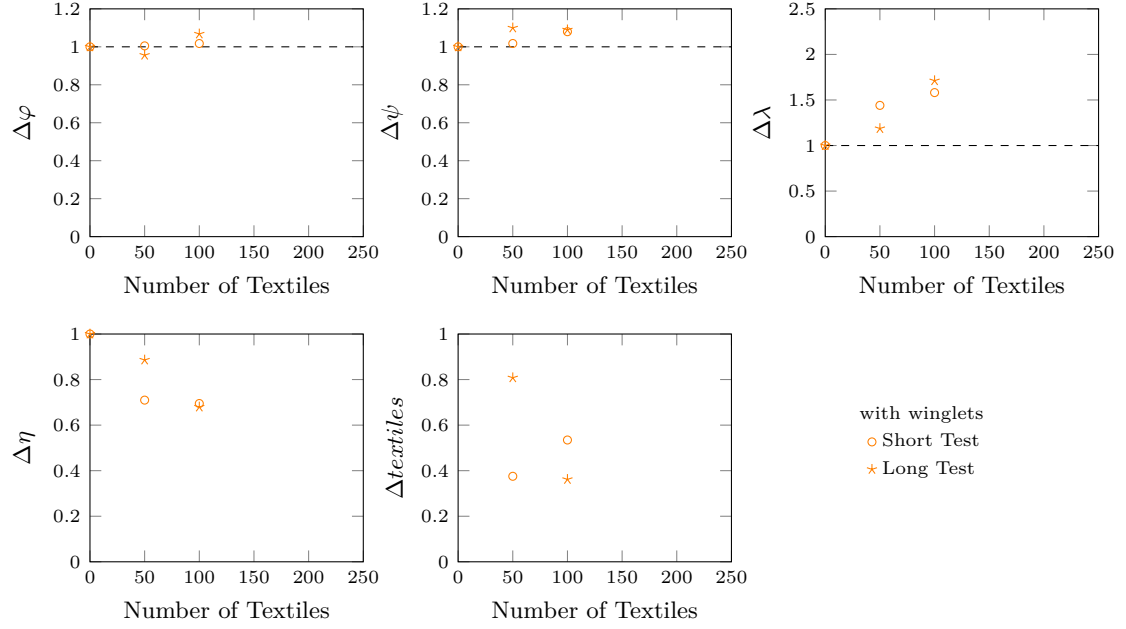 1.2
1
0.8
0.6
0.4
0.2
0
0 50 100 150 200 250
Δφ
Number of Textiles
1.2
1
0.8
0.6
0.4
0.2
0
0 50 100 150 200 250
Δψ
Number of Textiles
2.5
2
1.5
1
0.5
0
0 50 100 150 200 250
Δλ
Number of Textiles
1
0.8
0.6
0.4
0.2
0
0 50 100 150 200 250
Δη
Number of Textiles
1
0.8
0.6
0.4
0.2
0
0 50 100 150 200 250
Δtextiles
Number of Textiles
with winglets
Short Test
Long Test